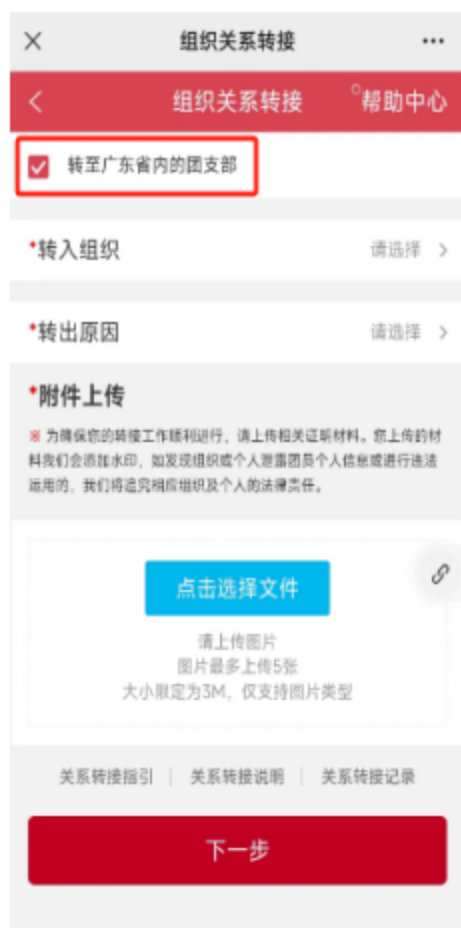 组织关系转接
组织关系转接
帮助中心
转至广东省内的团支部
*转入组织
请选择
*转出原因
请选择
*附件上传
※ 为确保您的转接工作顺利进行，请上传相关证明材料。您上传的材
料我们会添加水印，如发现组织或个人泄露团员个人信息或进行违法
运用的，我们将追究相应组织及个人的法律责任。
点击选择文件
请上传图片
图片最多上传5张
大小限定为3M，仅支持图片类型
关系转接指引 | 关系转接说明 | 关系转接记录
下一步